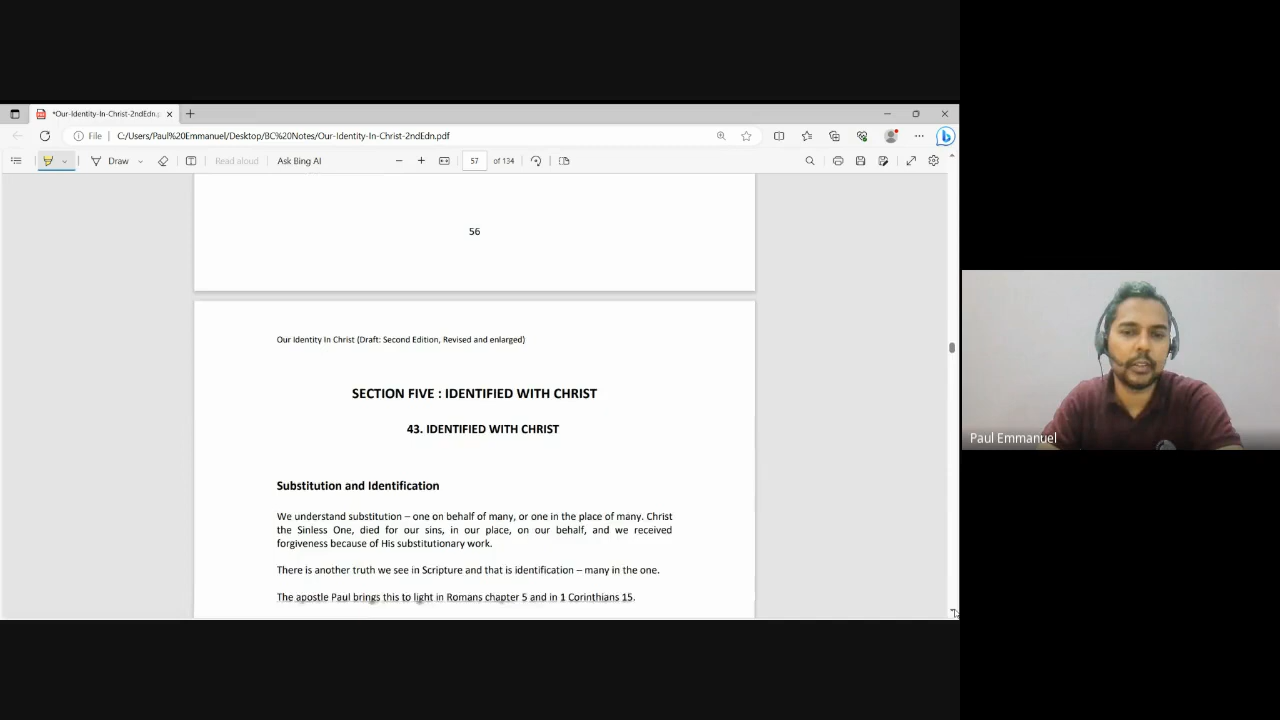 *Our-Identity-In-Christ-2ndEdn.p
File
C:/Users/Paul%20Emmanuel/Desktop/BC%20Notes/Our-Identity-In-Christ-2ndEdn.pdf
Draw
Read aloud
Ask Bing AI
57 of 134
56
Our Identity In Christ (Draft: Second Edition, Revised and enlarged)
SECTION FIVE : IDENTIFIED WITH CHRIST
43. IDENTIFIED WITH CHRIST
Substitution and Identification
We understand substitution – one on behalf of many, or one in the place of many. Christ
the Sinless One, died for our sins, in our place, on our behalf, and we received
forgiveness because of His substitutionary work.
There is another truth we see in Scripture and that is identification – many in the one.
The apostle Paul brings this to light in Romans chapter 5 and in 1 Corinthians 15.
Paul Emmanuel